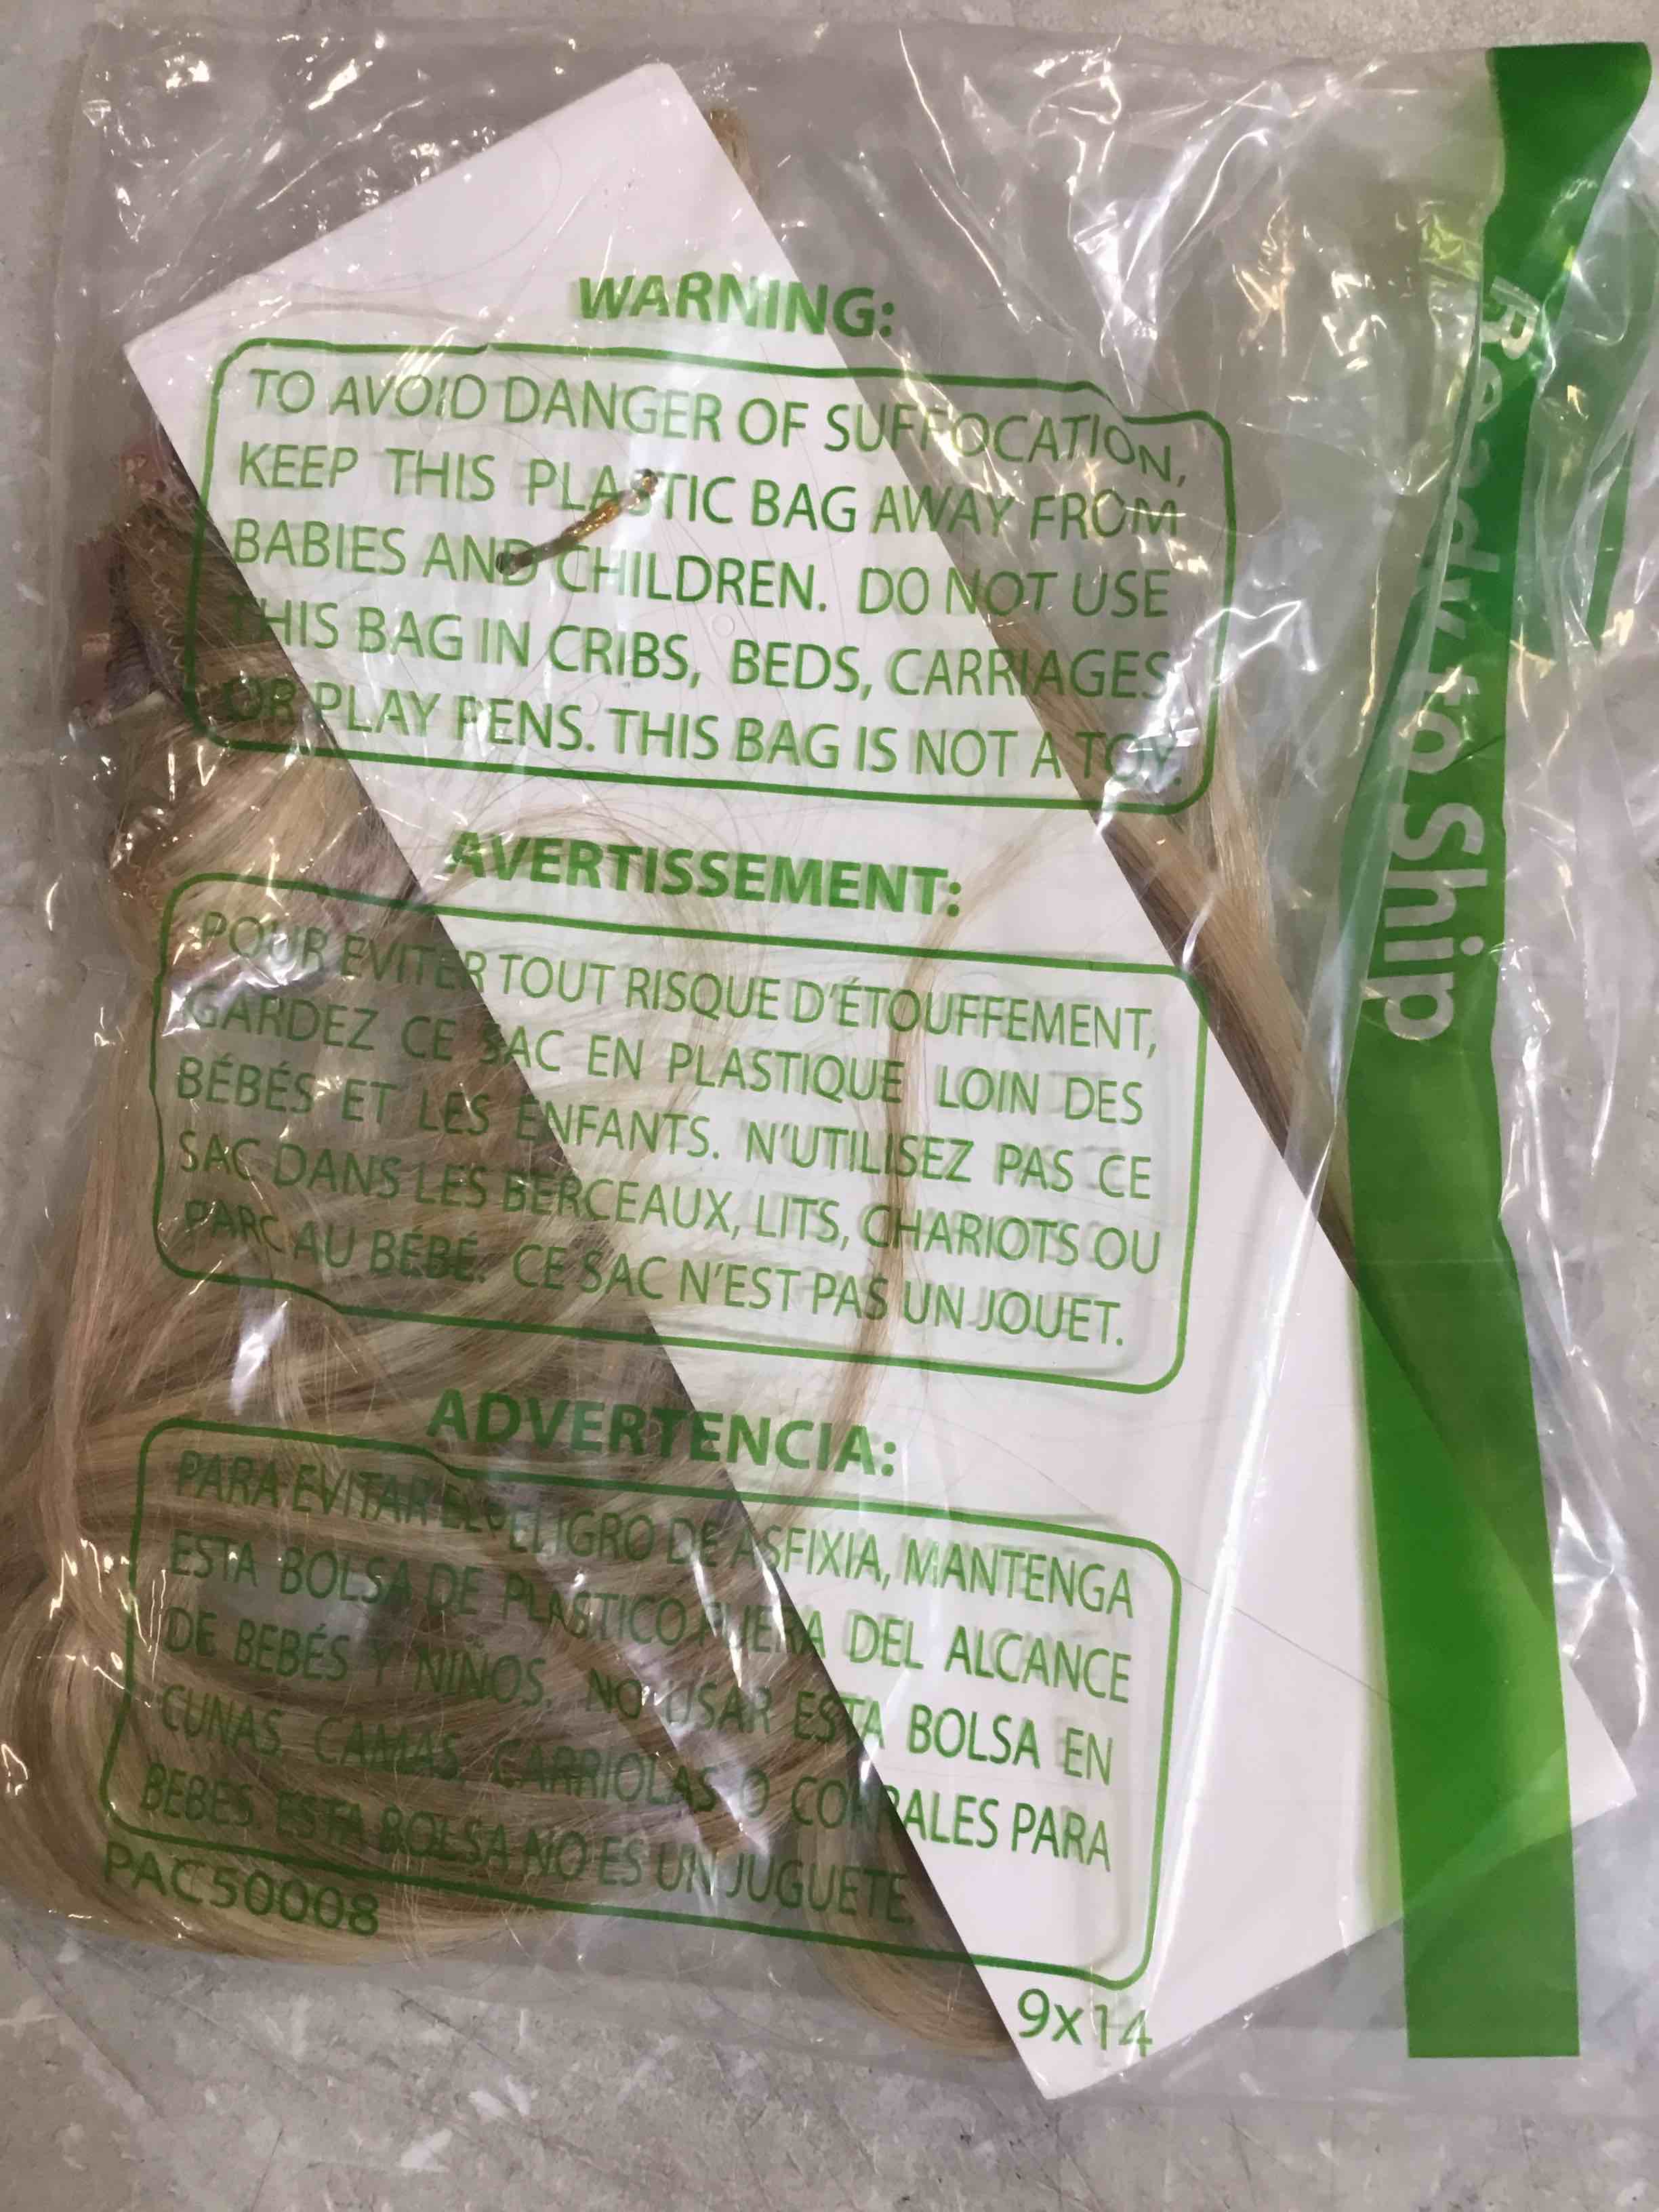 WARNING:
TO AVOID DANGER OF SUFFOCATION,
KEEP THIS PLASTIC BAG AWAY FROM
BABIES AND CHILDREN. DO NOT USE
THIS BAG IN CRIBS, BEDS, CARRIAGES
OR PLAY PENS. THIS BAG IS NOT A TOY.
AVERTISSEMENT:
POUR EVITER TOUT RISQUE D'ÉTOUFFEMENT,
GARDEZ CE SAC EN PLASTIQUE LOIN DES
BÉBÉS ET LES ENFANTS. N'UTILISEZ PAS CE
SAC DANS LES BERCEAUX, LITS, CHARIOTS OU
PARC AU BÉBÉ. CE SAC N'EST PAS UN JOUET.
ADVERTENCIA:
PARA EVITAR EL PELIGRO DE ASFIXIA, MANTENGA
ESTA BOLSA DE PLASTICO FUERA DEL ALCANCE
DE BEBÉS Y NIÑOS. NO USAR ESTA BOLSA EN
CUNAS, CAMAS, CARRIOLAS O CORRALES PARA
BEBES. ESTA BOLSA NO ES UN JUGUETE.
PAC50008
9x14
Ready to Ship